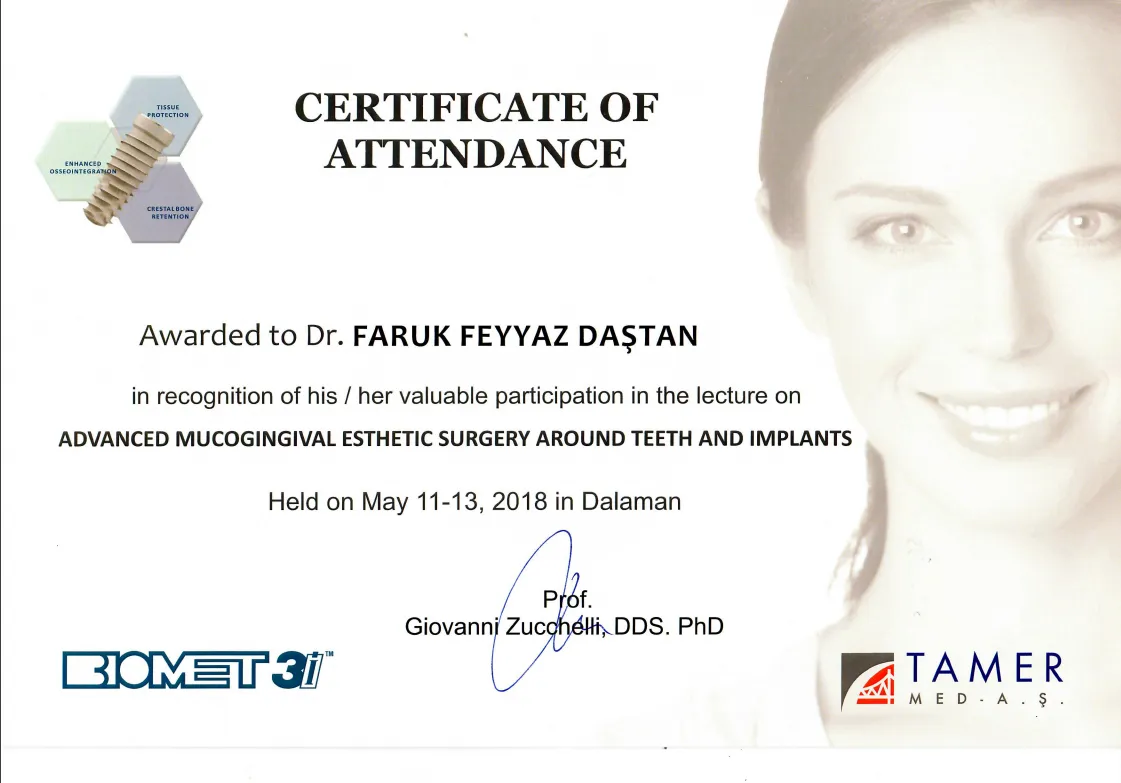 CERTIFICATE OF
ATTENDANCE
TISSUE
PROTECTION
ENHANCED
OSSEOINTEGRATION
CRESTAL BONE
RETENTION
Awarded to Dr. FARUK FEYYAZ DAŞTAN
in recognition of his / her valuable participation in the lecture on
ADVANCED MUCOGINGIVAL ESTHETIC SURGERY AROUND TEETH AND IMPLANTS
Held on May 11-13, 2018 in Dalaman
Prof.
Giovanni Zucchelli, DDS. PhD
BIOMET 3i™
TAMER
MED-A.Ş.